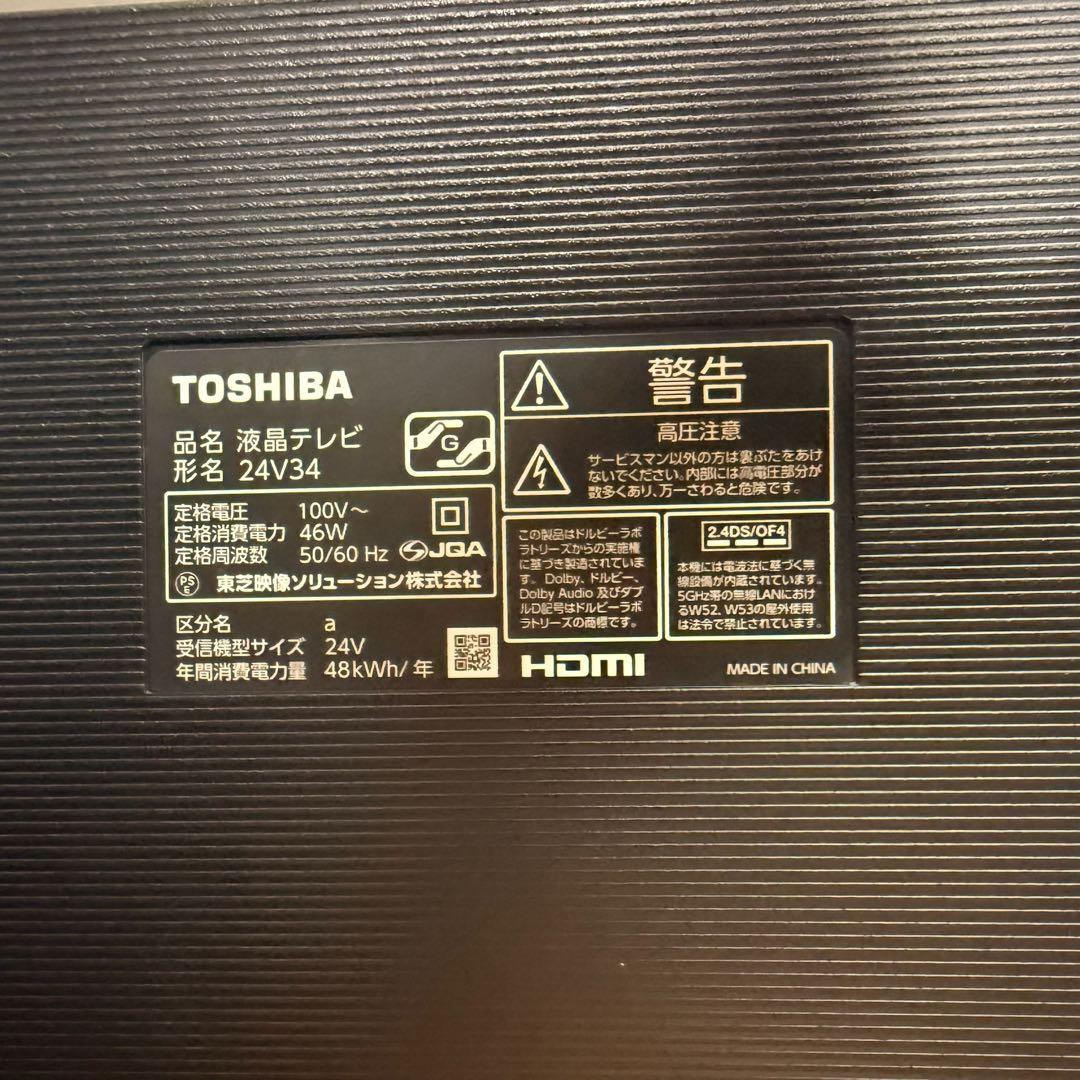 TOSHIBA
品名 液晶テレビ
形名 24V34
G
定格電圧 100V～
定格消費電力 46W
定格周波数 50/60 Hz
JQA
PS
E
東芝映像ソリューション株式会社
区分名 a
受信機型サイズ 24V
年間消費電力量 48kWh/年
警告
高圧注意
サービスマン以外の方は裏ぶたをあけ
ないでください。内部には高電圧部分が
数多くあり、万一さわると危険です。
この製品はドルビーラボ
ラトリーズからの実施権
に基づき製造されていま
す。Dolby、ドルビー、
Dolby Audio 及びダブ
ルD記号はドルビーラボ
ラトリーズの商標です。
2.4DS/OF4
本機には電波法に基づく無
線設備が内蔵されています。
5GHz帯の無線LANにおけ
るW52、W53の屋外使用
は法令で禁止されています。
HDMI
MADE IN CHINA